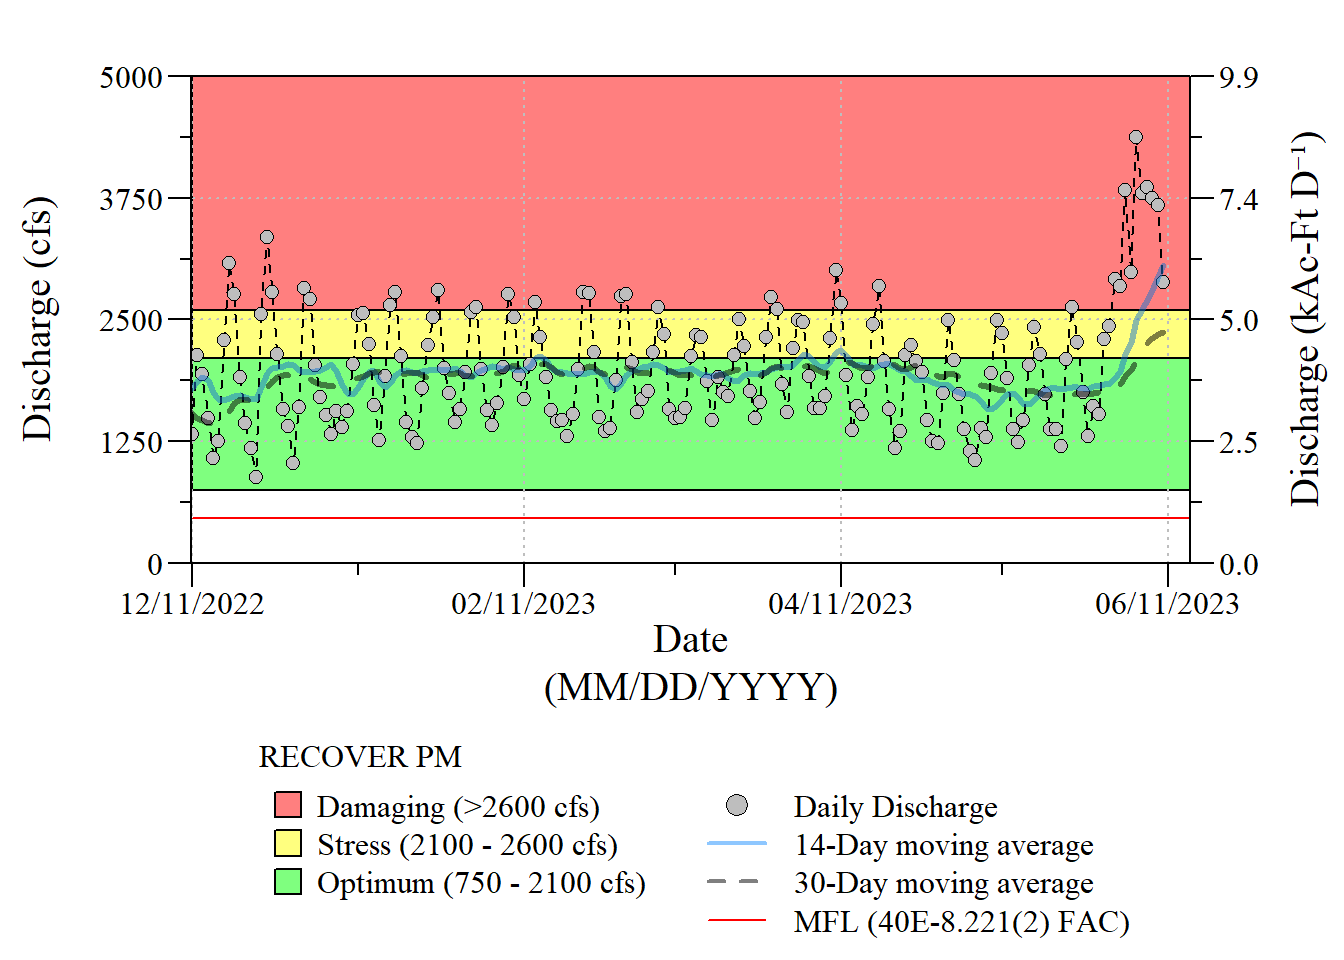 5000
3750
2500
1250
0
Discharge (cfs)
9.9
7.4
5.0
2.5
0.0
Discharge (kAc-Ft D⁻¹)
12/11/2022 02/11/2023 04/11/2023 06/11/2023
Date
(MM/DD/YYYY)
RECOVER PM
Damaging (>2600 cfs)
Stress (2100 - 2600 cfs)
Optimum (750 - 2100 cfs)
Daily Discharge
14-Day moving average
30-Day moving average
MFL (40E-8.221(2) FAC)